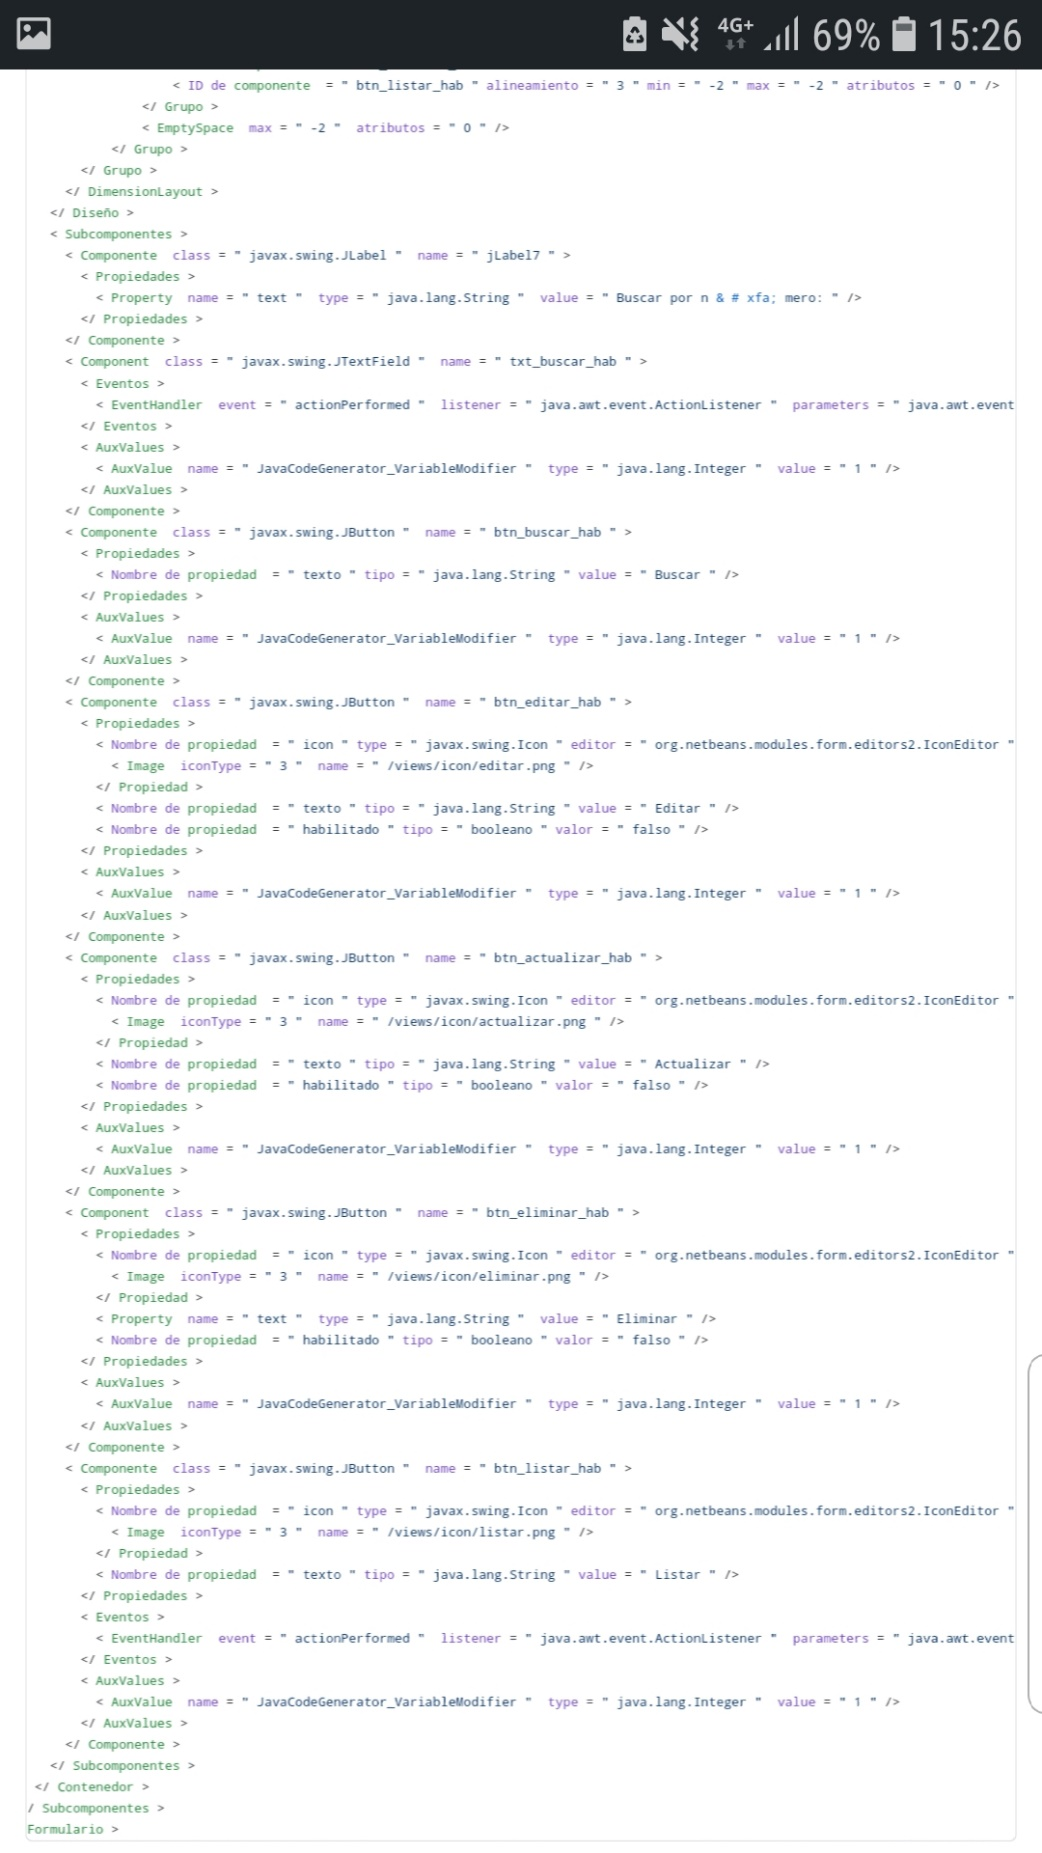 4G+ 69% 15:26
< ID de componente = " btn_listar_hab " alineamiento = " 3 " min = " -2 " max = " -2 " atributos = " 0 " />
</ Grupo >
< EmptySpace max = " -2 " atributos = " 0 " />
</ Grupo >
</ Grupo >
</ DimensionLayout >
</ Diseño >
< Subcomponentes >
< Componente class = " javax.swing.JLabel " name = " jLabel7 " >
< Propiedades >
< Property name = " text " type = " java.lang.String " value = " Buscar por n & # xfa; mero: " />
</ Propiedades >
</ Componente >
< Component class = " javax.swing.JTextField " name = " txt_buscar_hab " >
< Eventos >
< EventHandler event = " actionPerformed " listener = " java.awt.event.ActionListener " parameters = " java.awt.event
</ Eventos >
< AuxValues >
< AuxValue name = " JavaCodeGenerator_VariableModifier " type = " java.lang.Integer " value = " 1 " />
</ AuxValues >
</ Componente >
< Componente class = " javax.swing.JButton " name = " btn_buscar_hab " >
< Propiedades >
< Nombre de propiedad = " texto " tipo = " java.lang.String " value = " Buscar " />
</ Propiedades >
< AuxValues >
< AuxValue name = " JavaCodeGenerator_VariableModifier " type = " java.lang.Integer " value = " 1 " />
</ AuxValues >
</ Componente >
< Componente class = " javax.swing.JButton " name = " btn_editar_hab " >
< Propiedades >
< Nombre de propiedad = " icon " type = " javax.swing.Icon " editor = " org.netbeans.modules.form.editors2.IconEditor "
< Image iconType = " 3 " name = " /views/icon/editar.png " />
</ Propiedad >
< Nombre de propiedad = " texto " tipo = " java.lang.String " value = " Editar " />
< Nombre de propiedad = " habilitado " tipo = " booleano " valor = " falso " />
</ Propiedades >
< AuxValues >
< AuxValue name = " JavaCodeGenerator_VariableModifier " type = " java.lang.Integer " value = " 1 " />
</ AuxValues >
</ Componente >
< Componente class = " javax.swing.JButton " name = " btn_actualizar_hab " >
< Propiedades >
< Nombre de propiedad = " icon " type = " javax.swing.Icon " editor = " org.netbeans.modules.form.editors2.IconEditor "
< Image iconType = " 3 " name = " /views/icon/actualizar.png " />
</ Propiedad >
< Nombre de propiedad = " texto " tipo = " java.lang.String " value = " Actualizar " />
< Nombre de propiedad = " habilitado " tipo = " booleano " valor = " falso " />
</ Propiedades >
< AuxValues >
< AuxValue name = " JavaCodeGenerator_VariableModifier " type = " java.lang.Integer " value = " 1 " />
</ AuxValues >
</ Componente >
< Component class = " javax.swing.JButton " name = " btn_eliminar_hab " >
< Propiedades >
< Nombre de propiedad = " icon " type = " javax.swing.Icon " editor = " org.netbeans.modules.form.editors2.IconEditor "
< Image iconType = " 3 " name = " /views/icon/eliminar.png " />
</ Propiedad >
< Property name = " text " type = " java.lang.String " value = " Eliminar " />
< Nombre de propiedad = " habilitado " tipo = " booleano " valor = " falso " />
</ Propiedades >
< AuxValues >
< AuxValue name = " JavaCodeGenerator_VariableModifier " type = " java.lang.Integer " value = " 1 " />
</ AuxValues >
</ Componente >
< Componente class = " javax.swing.JButton " name = " btn_listar_hab " >
< Propiedades >
< Nombre de propiedad = " icon " type = " javax.swing.Icon " editor = " org.netbeans.modules.form.editors2.IconEditor "
< Image iconType = " 3 " name = " /views/icon/listar.png " />
</ Propiedad >
< Nombre de propiedad = " texto " tipo = " java.lang.String " value = " Listar " />
</ Propiedades >
< Eventos >
< EventHandler event = " actionPerformed " listener = " java.awt.event.ActionListener " parameters = " java.awt.event
</ Eventos >
< AuxValues >
< AuxValue name = " JavaCodeGenerator_VariableModifier " type = " java.lang.Integer " value = " 1 " />
</ AuxValues >
</ Componente >
</ Subcomponentes >
</ Contenedor >
/ Subcomponentes >
Formulario >